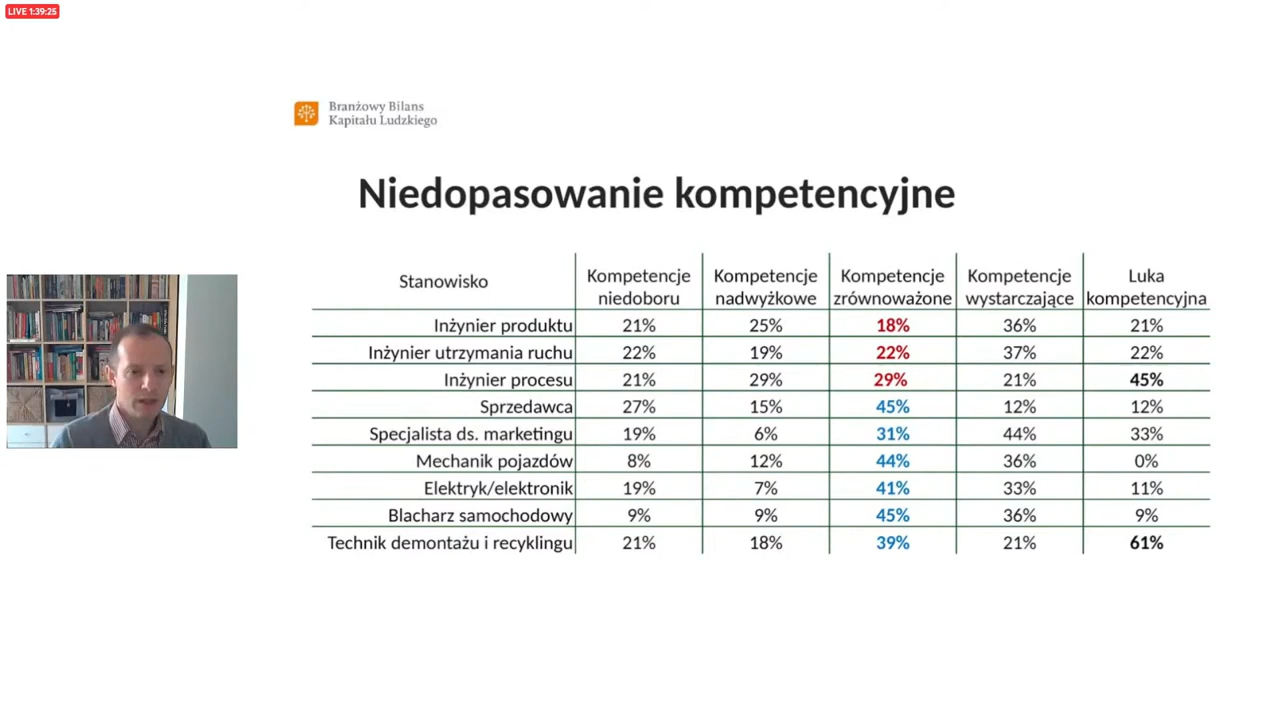 LIVE 1:39:25
Branżowy Bilans
Kapitału Ludzkiego
Niedopasowanie kompetencyjne
Stanowisko Kompetencje niedoboru Kompetencje nadwyżkowe Kompetencje zrównoważone Kompetencje wystarczające Luka kompetencyjna
Inżynier produktu 21% 25% 18% 36% 21%
Inżynier utrzymania ruchu 22% 19% 22% 37% 22%
Inżynier procesu 21% 29% 29% 21% 45%
Sprzedawca 27% 15% 45% 12% 12%
Specjalista ds. marketingu 19% 6% 31% 44% 33%
Mechanik pojazdów 8% 12% 44% 36% 0%
Elektryk/elektronik 19% 7% 41% 33% 11%
Blacharz samochodowy 9% 9% 45% 36% 9%
Technik demontażu i recyklingu 21% 18% 39% 21% 61%